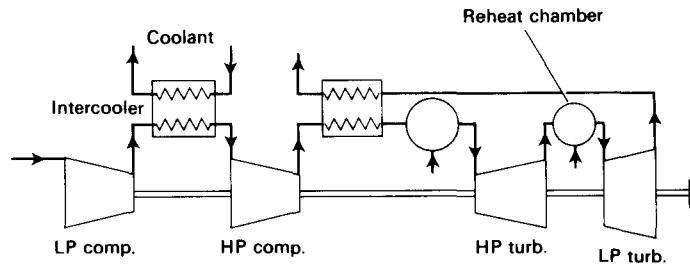 Reheat chamber
Coolant
Intercooler
LP comp.
HP comp.
HP turb.
LP turb.